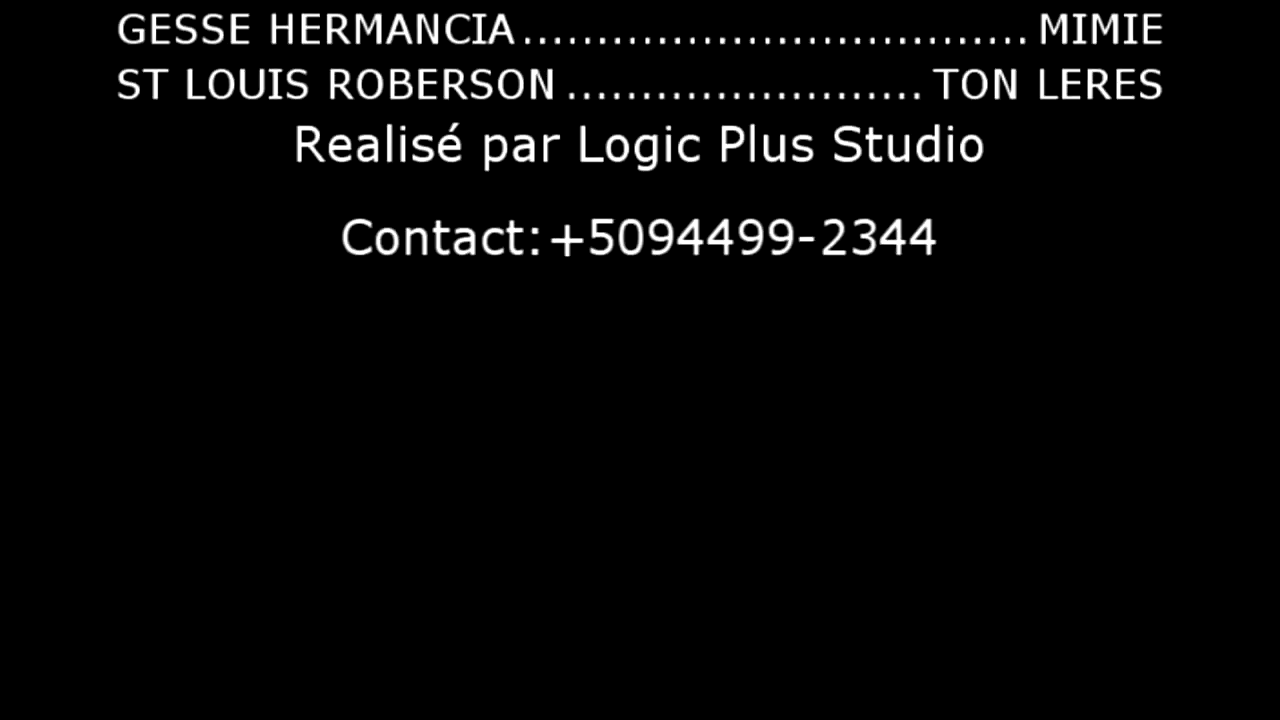 GESSE HERMANCIA.................................. MIMIE
ST LOUIS ROBERSON ........................ TON LERES
Realisé par Logic Plus Studio
Contact:+5094499-2344